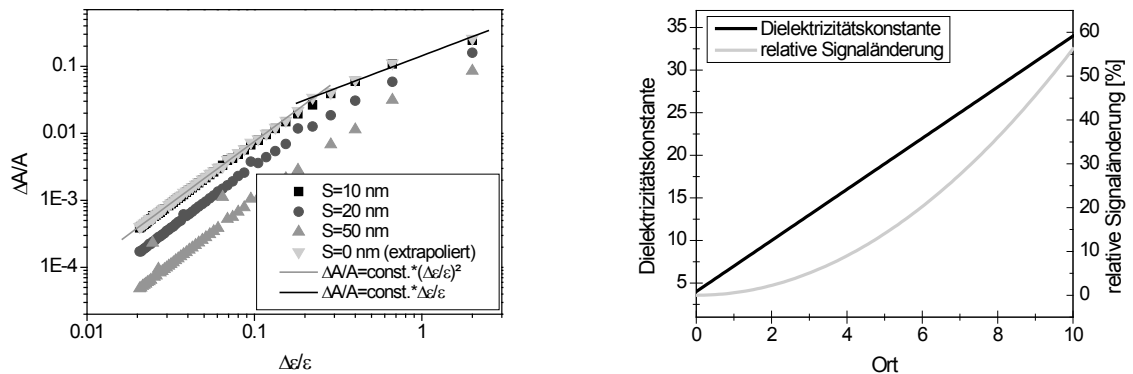 ΔA/A
0.1
0.01
1E-3
1E-4
S=10 nm
S=20 nm
S=50 nm
S=0 nm (extrapoliert)
ΔA/A=const.*(Δε/ε)²
ΔA/A=const.*Δε/ε
0.01 0.1 1
Δε/ε
Dielektrizitätskonstante
35
30
25
20
15
10
5
Dielektrizitätskonstante
relative Signaländerung
0 2 4 6 8 10
Ort
60
50
40
30
20
10
0
relative Signaländerung [%]